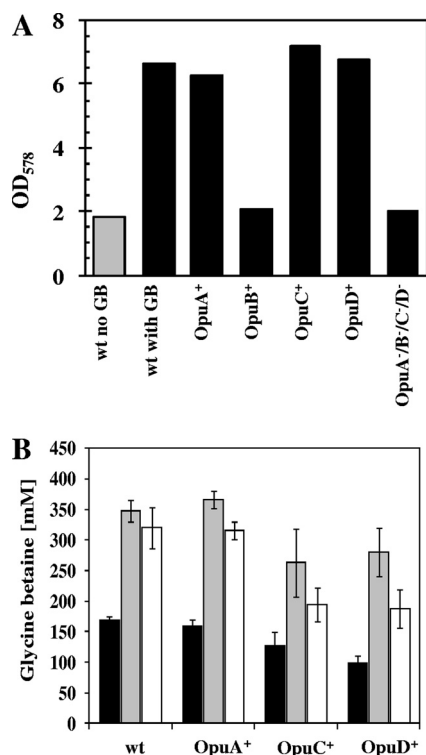 A
8
6
4
2
0
OD578
wt no GB
wt with GB
OpuA+
OpuB+
OpuC+
OpuD+
OpuA-/B-/C-/D-
B
450
400
350
300
250
200
150
100
50
0
Glycine betaine [mM]
wt
OpuA+
OpuC+
OpuD+